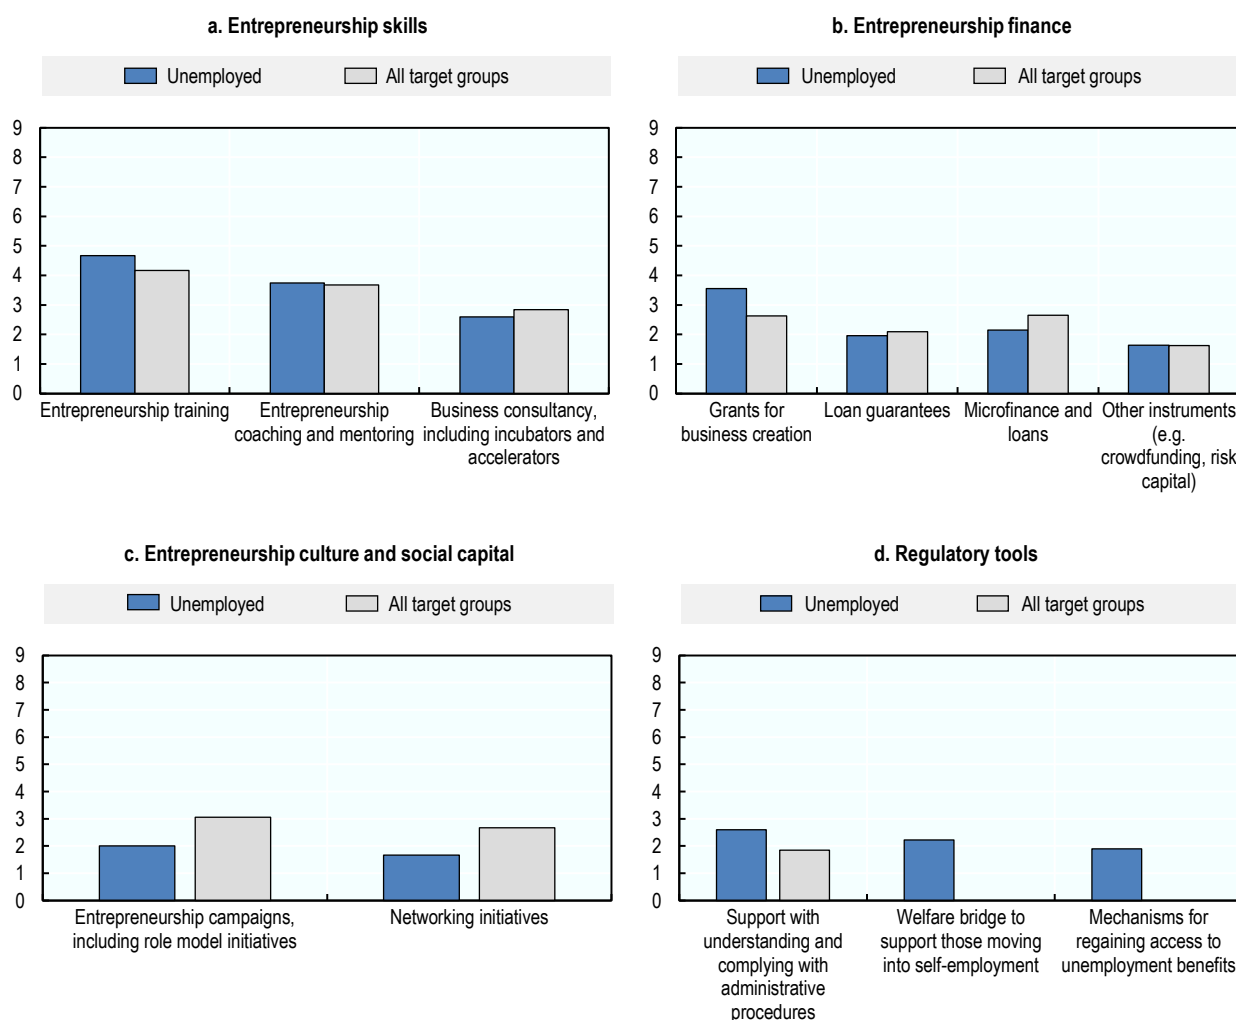 a. Entrepreneurship skills
Unemployed
All target groups
9
8
7
6
5
4
3
2
1
0
Entrepreneurship training
Entrepreneurship
coaching and mentoring
Business consultancy,
including incubators and
accelerators
b. Entrepreneurship finance
Unemployed
All target groups
9
8
7
6
5
4
3
2
1
0
Grants for
business creation
Loan guarantees
Microfinance and
loans
Other instruments
(e.g.
crowdfunding, risk
capital)
c. Entrepreneurship culture and social capital
Unemployed
All target groups
9
8
7
6
5
4
3
2
1
0
Entrepreneurship campaigns,
including role model initiatives
Networking initiatives
d. Regulatory tools
Unemployed
All target groups
9
8
7
6
5
4
3
2
1
0
Support with
understanding and
complying with
administrative
procedures
Welfare bridge to
support those moving
into self-employment
Mechanisms for
regaining access to
unemployment benefits